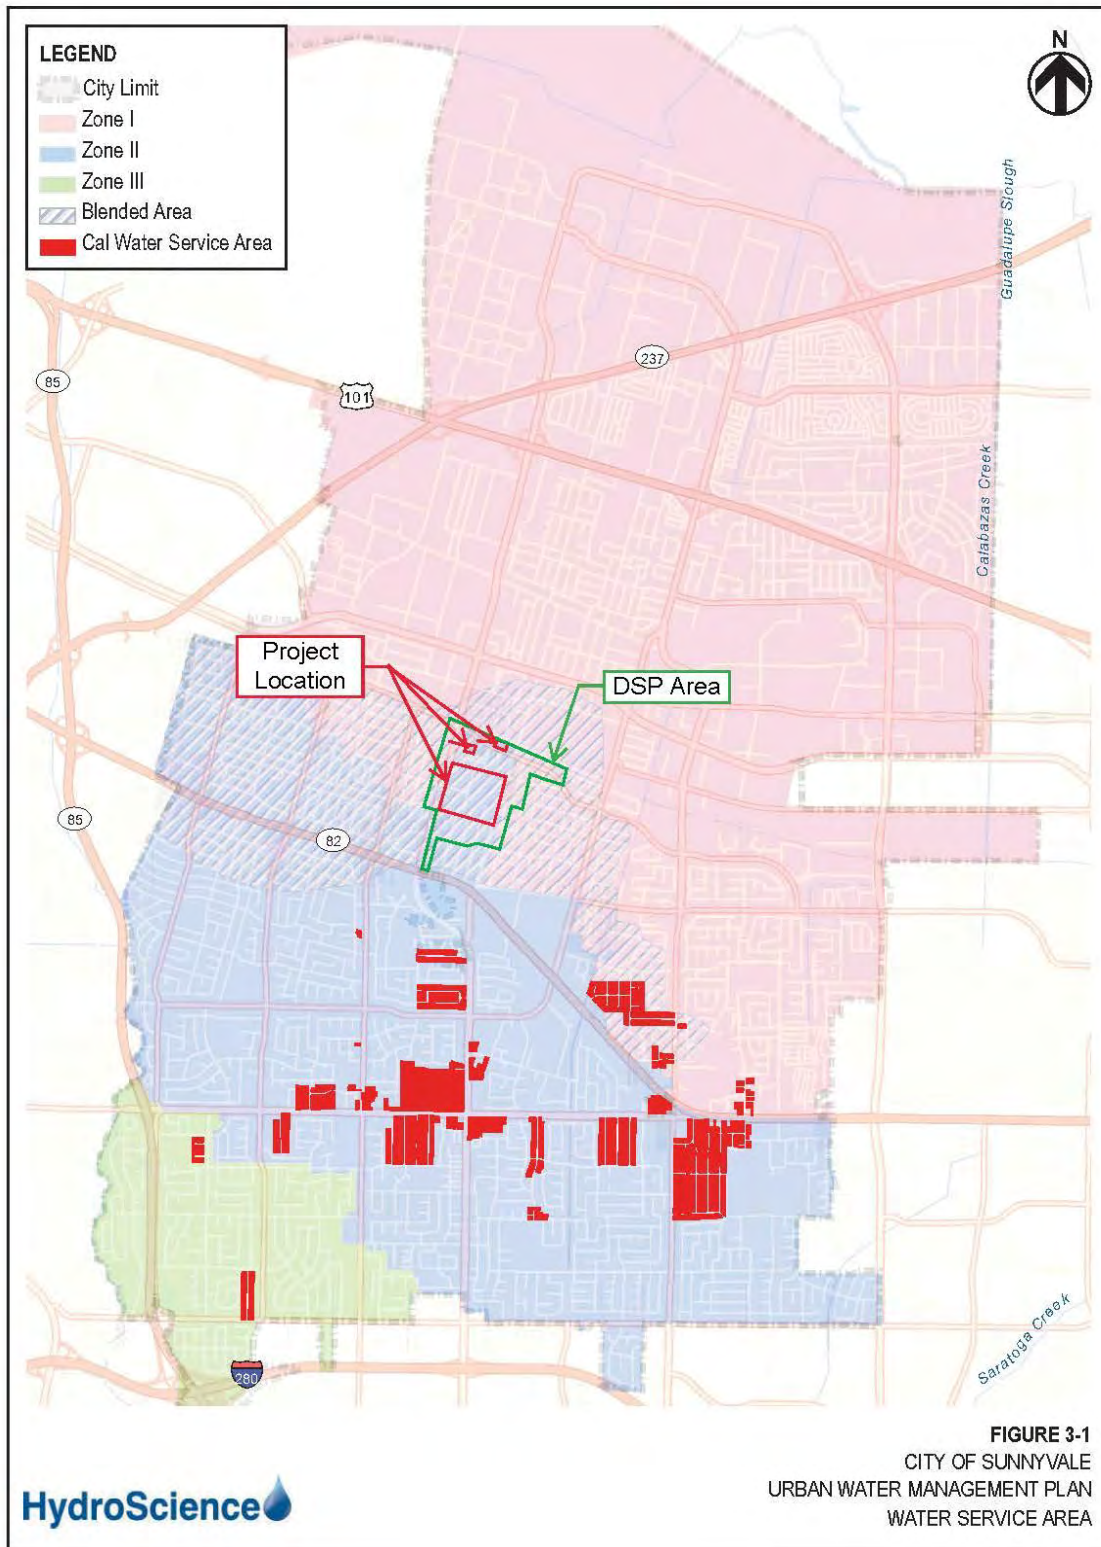 LEGEND
City Limit
Zone I
Zone II
Zone III
Blended Area
Cal Water Service Area
N
Guadalupe Slough
237
85
101
Calabazas Creek
Project
Location
DSP Area
85
82
280
Saratoga Creek
FIGURE 3-1
CITY OF SUNNYVALE
URBAN WATER MANAGEMENT PLAN
WATER SERVICE AREA
HydroScience